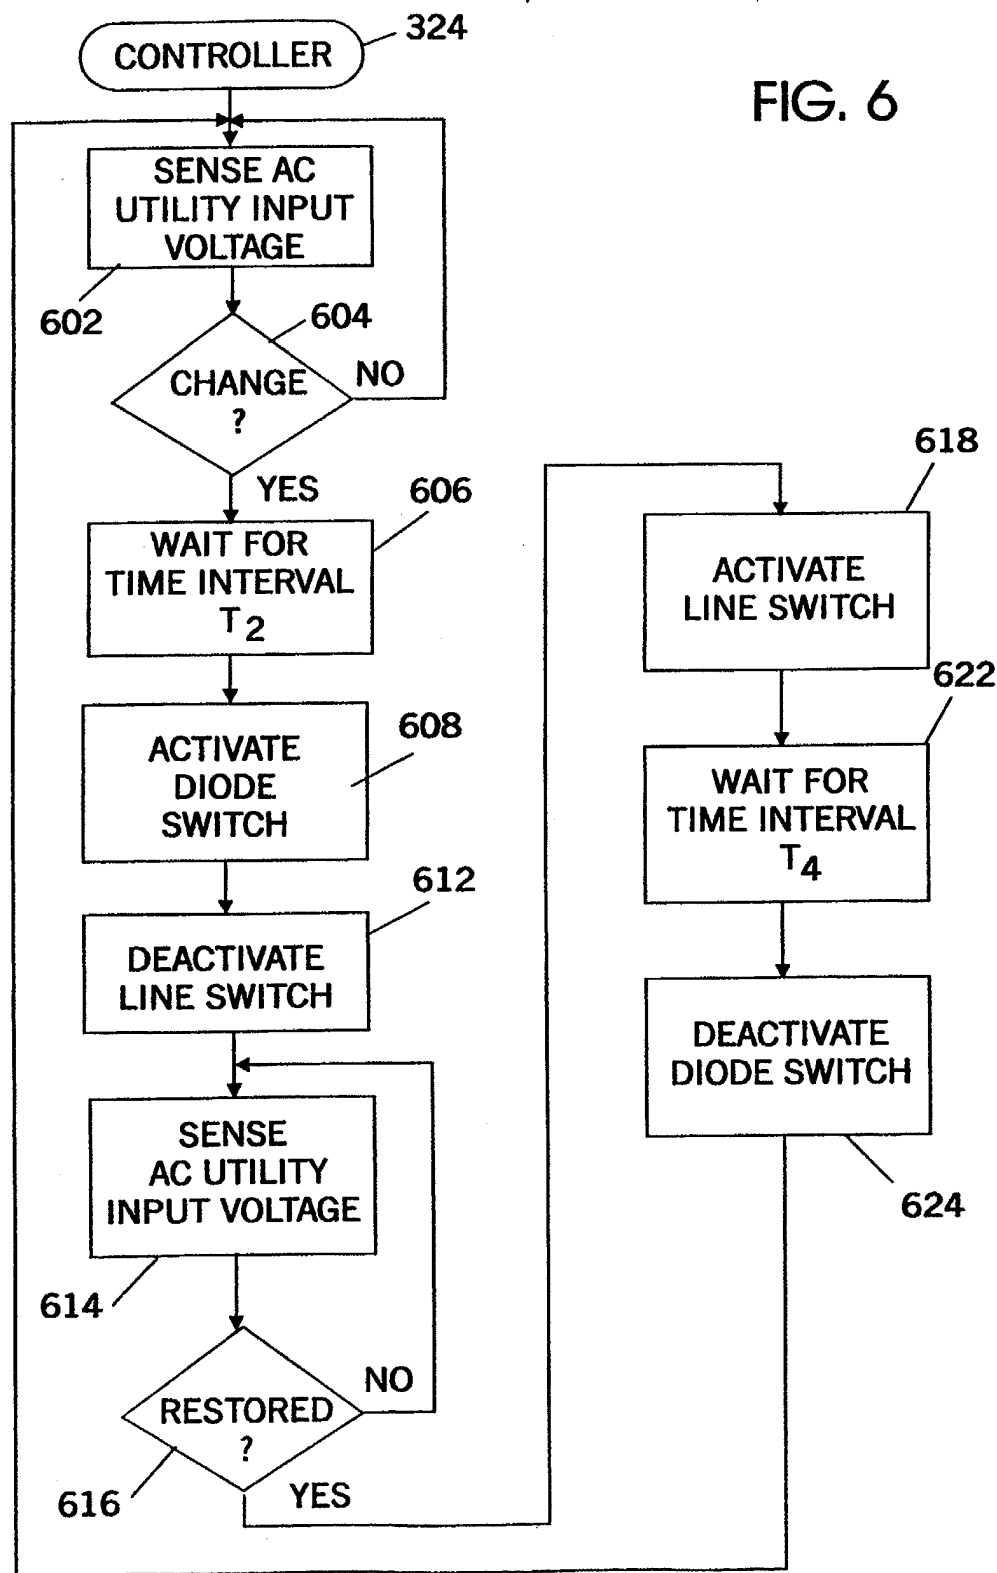 CONTROLLER
324
FIG. 6
SENSE AC
UTILITY INPUT
VOLTAGE
602
604
CHANGE
?
NO
YES
606
WAIT FOR
TIME INTERVAL
T2
608
ACTIVATE
DIODE
SWITCH
612
DEACTIVATE
LINE SWITCH
SENSE
AC UTILITY
INPUT VOLTAGE
614
RESTORED
?
NO
616
YES
618
ACTIVATE
LINE SWITCH
622
WAIT FOR
TIME INTERVAL
T4
DEACTIVATE
DIODE SWITCH
624